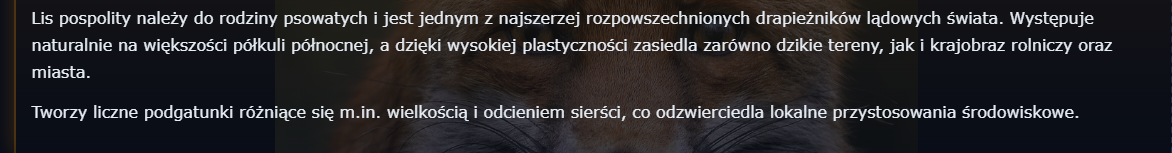 Lis pospolity należy do rodziny psowatych i jest jednym z najszerzej rozpowszechnionych drapieżników lądowych świata. Występuje
naturalnie na większości półkuli północnej, a dzięki wysokiej plastyczności zasiedla zarówno dzikie tereny, jak i krajobraz rolniczy oraz
miasta.
Tworzy liczne podgatunki różniące się m.in. wielkością i odcieniem sierści, co odzwierciedla lokalne przystosowania środowiskowe.